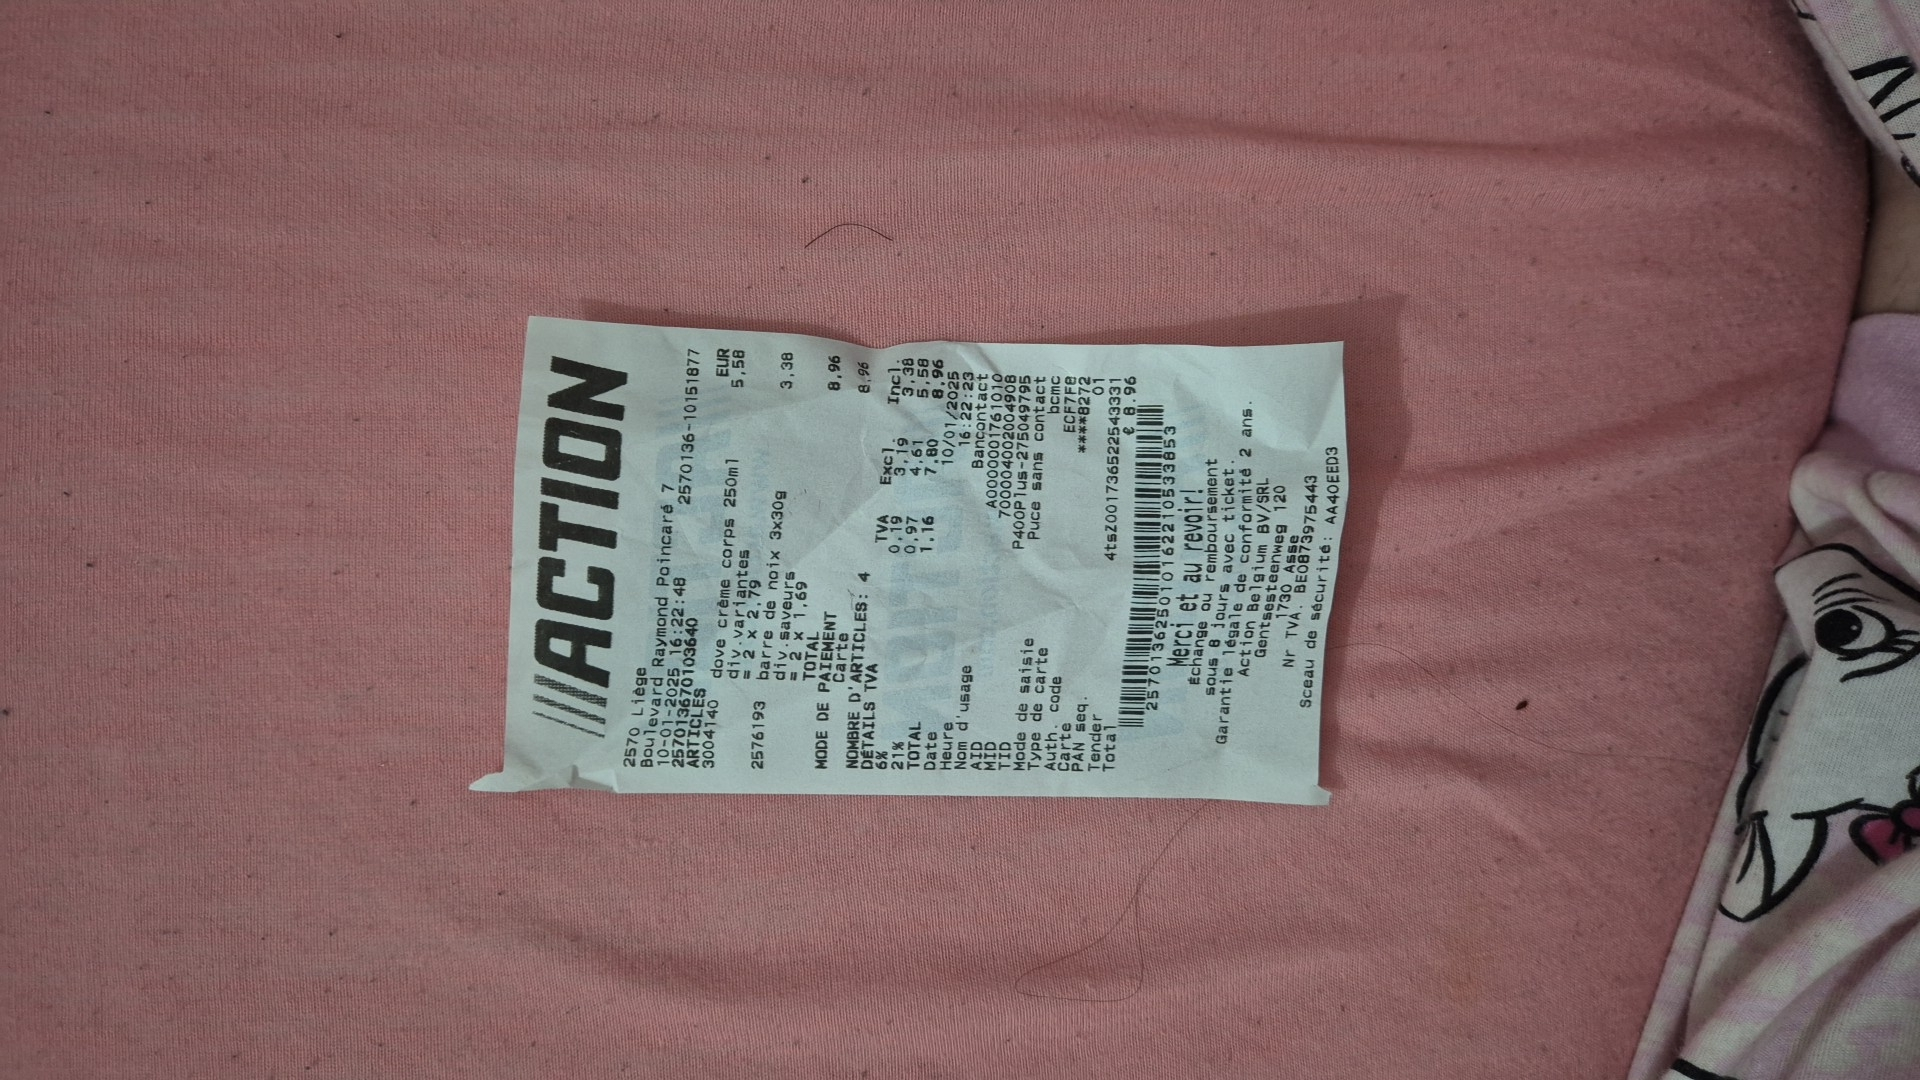 ///ACTION
2570 Liège
Boulevard Raymond Poincaré 7
10-01-2025 16:22:48 2570136-10151877
257013670103640
ARTICLES EUR
3004140 dove crême corps 250ml 5,58
div.variantes
= 2 x 2,79
2576193 barre de noix 3x30g 3,38
div.saveurs
= 2 x 1,69
TOTAL 8,96
MODE DE PAIEMENT
Carte 8,96
NOMBRE D'ARTICLES: 4
DÉTAILS TVA TVA Excl. Incl.
6% 0,19 3,19 3,38
21% 0,97 4,61 5,58
TOTAL 1,16 7,80 8,96
Date 10/01/2025
Heure 16:22:23
Nom d'usage Bancontact
AID A0000001761010
MID 700004002004908
TID P400Plus-275049795
Mode de saisie Puce sans contact
Type de carte bcmc
Auth. code ECF7F8
Carte ****8272
PAN seq. 01
Tender 4tsZ001736522543331
Total € 8.96
257013625010162210533853
Merci et au revoir!
Échange ou remboursement
sous 8 jours avec ticket.
Garantie légale de conformité 2 ans.
Action Belgium BV/SRL
Gentsesteenweg 120
1730 Asse
Nr TVA. BE0873975443
Sceau de sécurité: AA40EED3